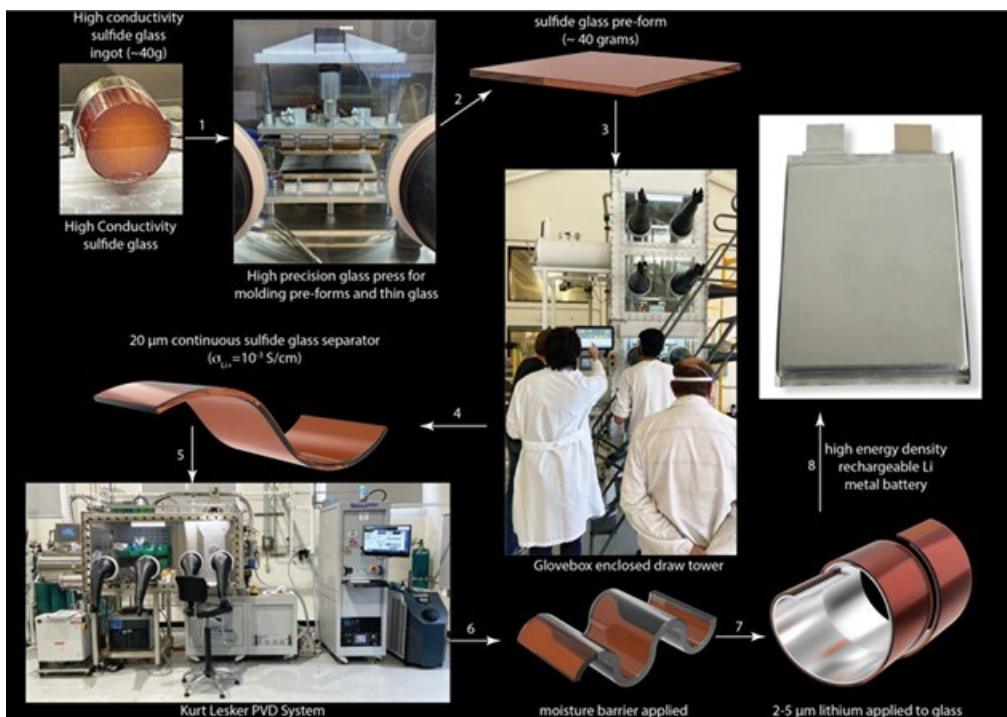 High conductivity
sulfide glass
ingot (~40g)
1
High Conductivity
sulfide glass
High precision glass press for
molding pre-forms and thin glass
2
sulfide glass pre-form
(~ 40 grams)
3
Glovebox enclosed draw tower
4
20 μm continuous sulfide glass separator
(σLi+=10⁻³ S/cm)
5
Kurt Lesker PVD System
6
moisture barrier applied
7
2-5 μm lithium applied to glass
8
high energy density
rechargeable Li
metal battery